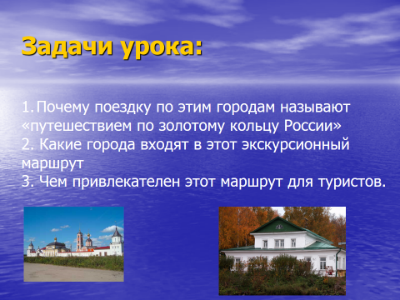 Задачи урока:
1. Почему поездку по этим городам называют
«путешествием по золотому кольцу России»
2. Какие города входят в этот экскурсионный
маршрут
3. Чем привлекателен этот маршрут для туристов.